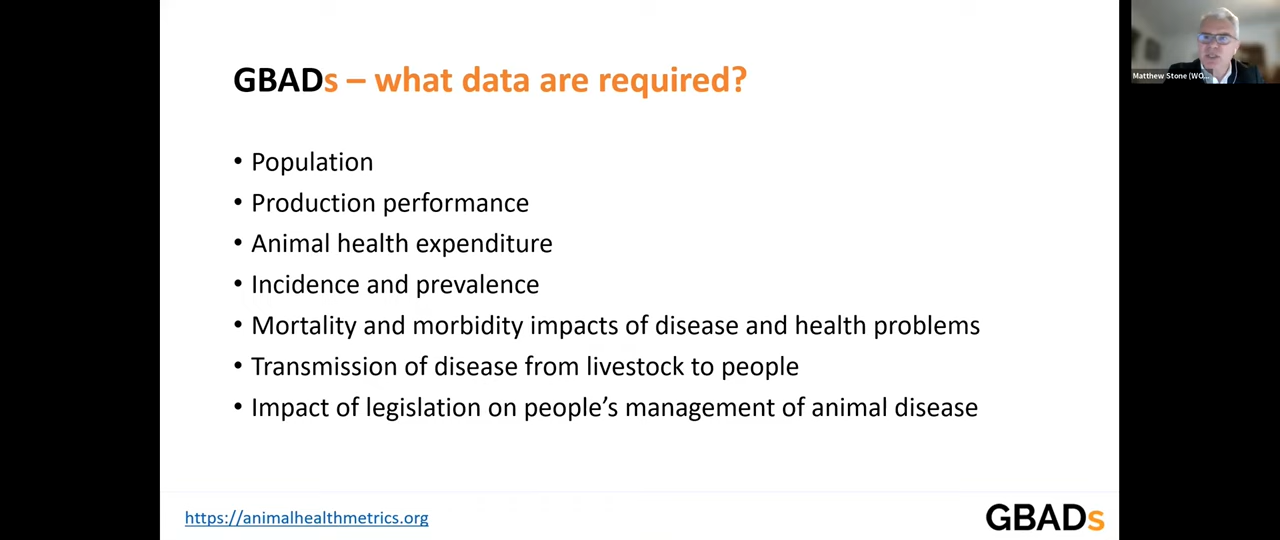 GBADs – what data are required?
• Population
• Production performance
• Animal health expenditure
• Incidence and prevalence
• Mortality and morbidity impacts of disease and health problems
• Transmission of disease from livestock to people
• Impact of legislation on people’s management of animal disease
https://animalhealthmetrics.org
GBADs
Matthew Stone (WO...